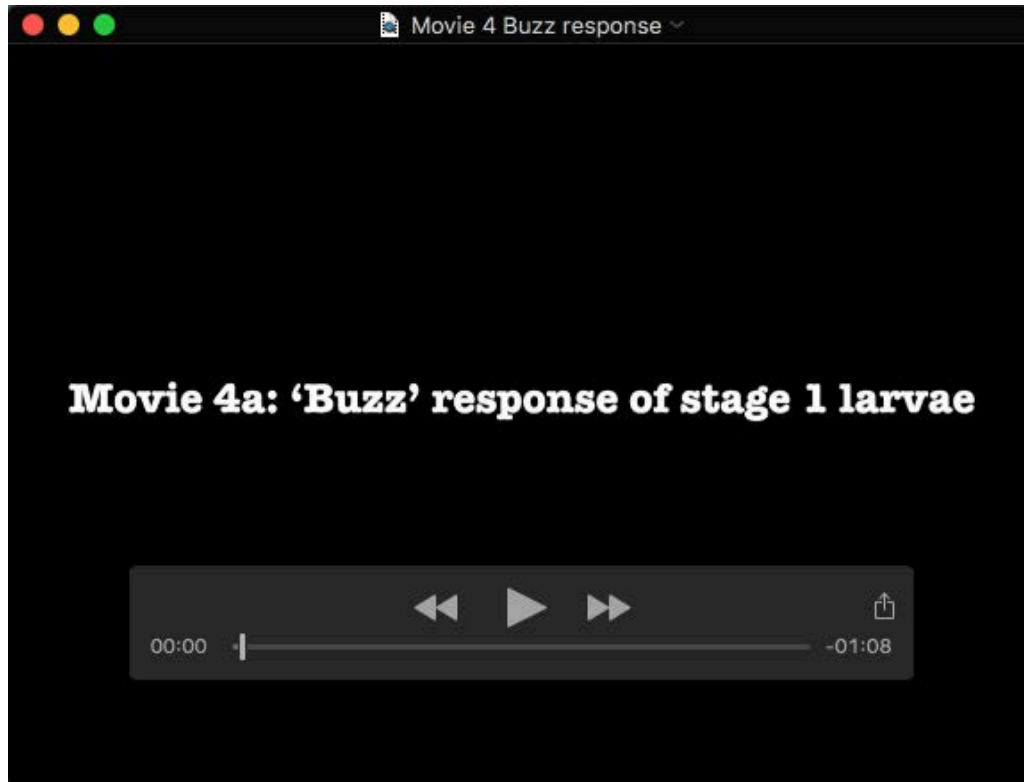 Movie 4 Buzz response
Movie 4a: ‘Buzz’ response of stage 1 larvae
00:00 -01:08